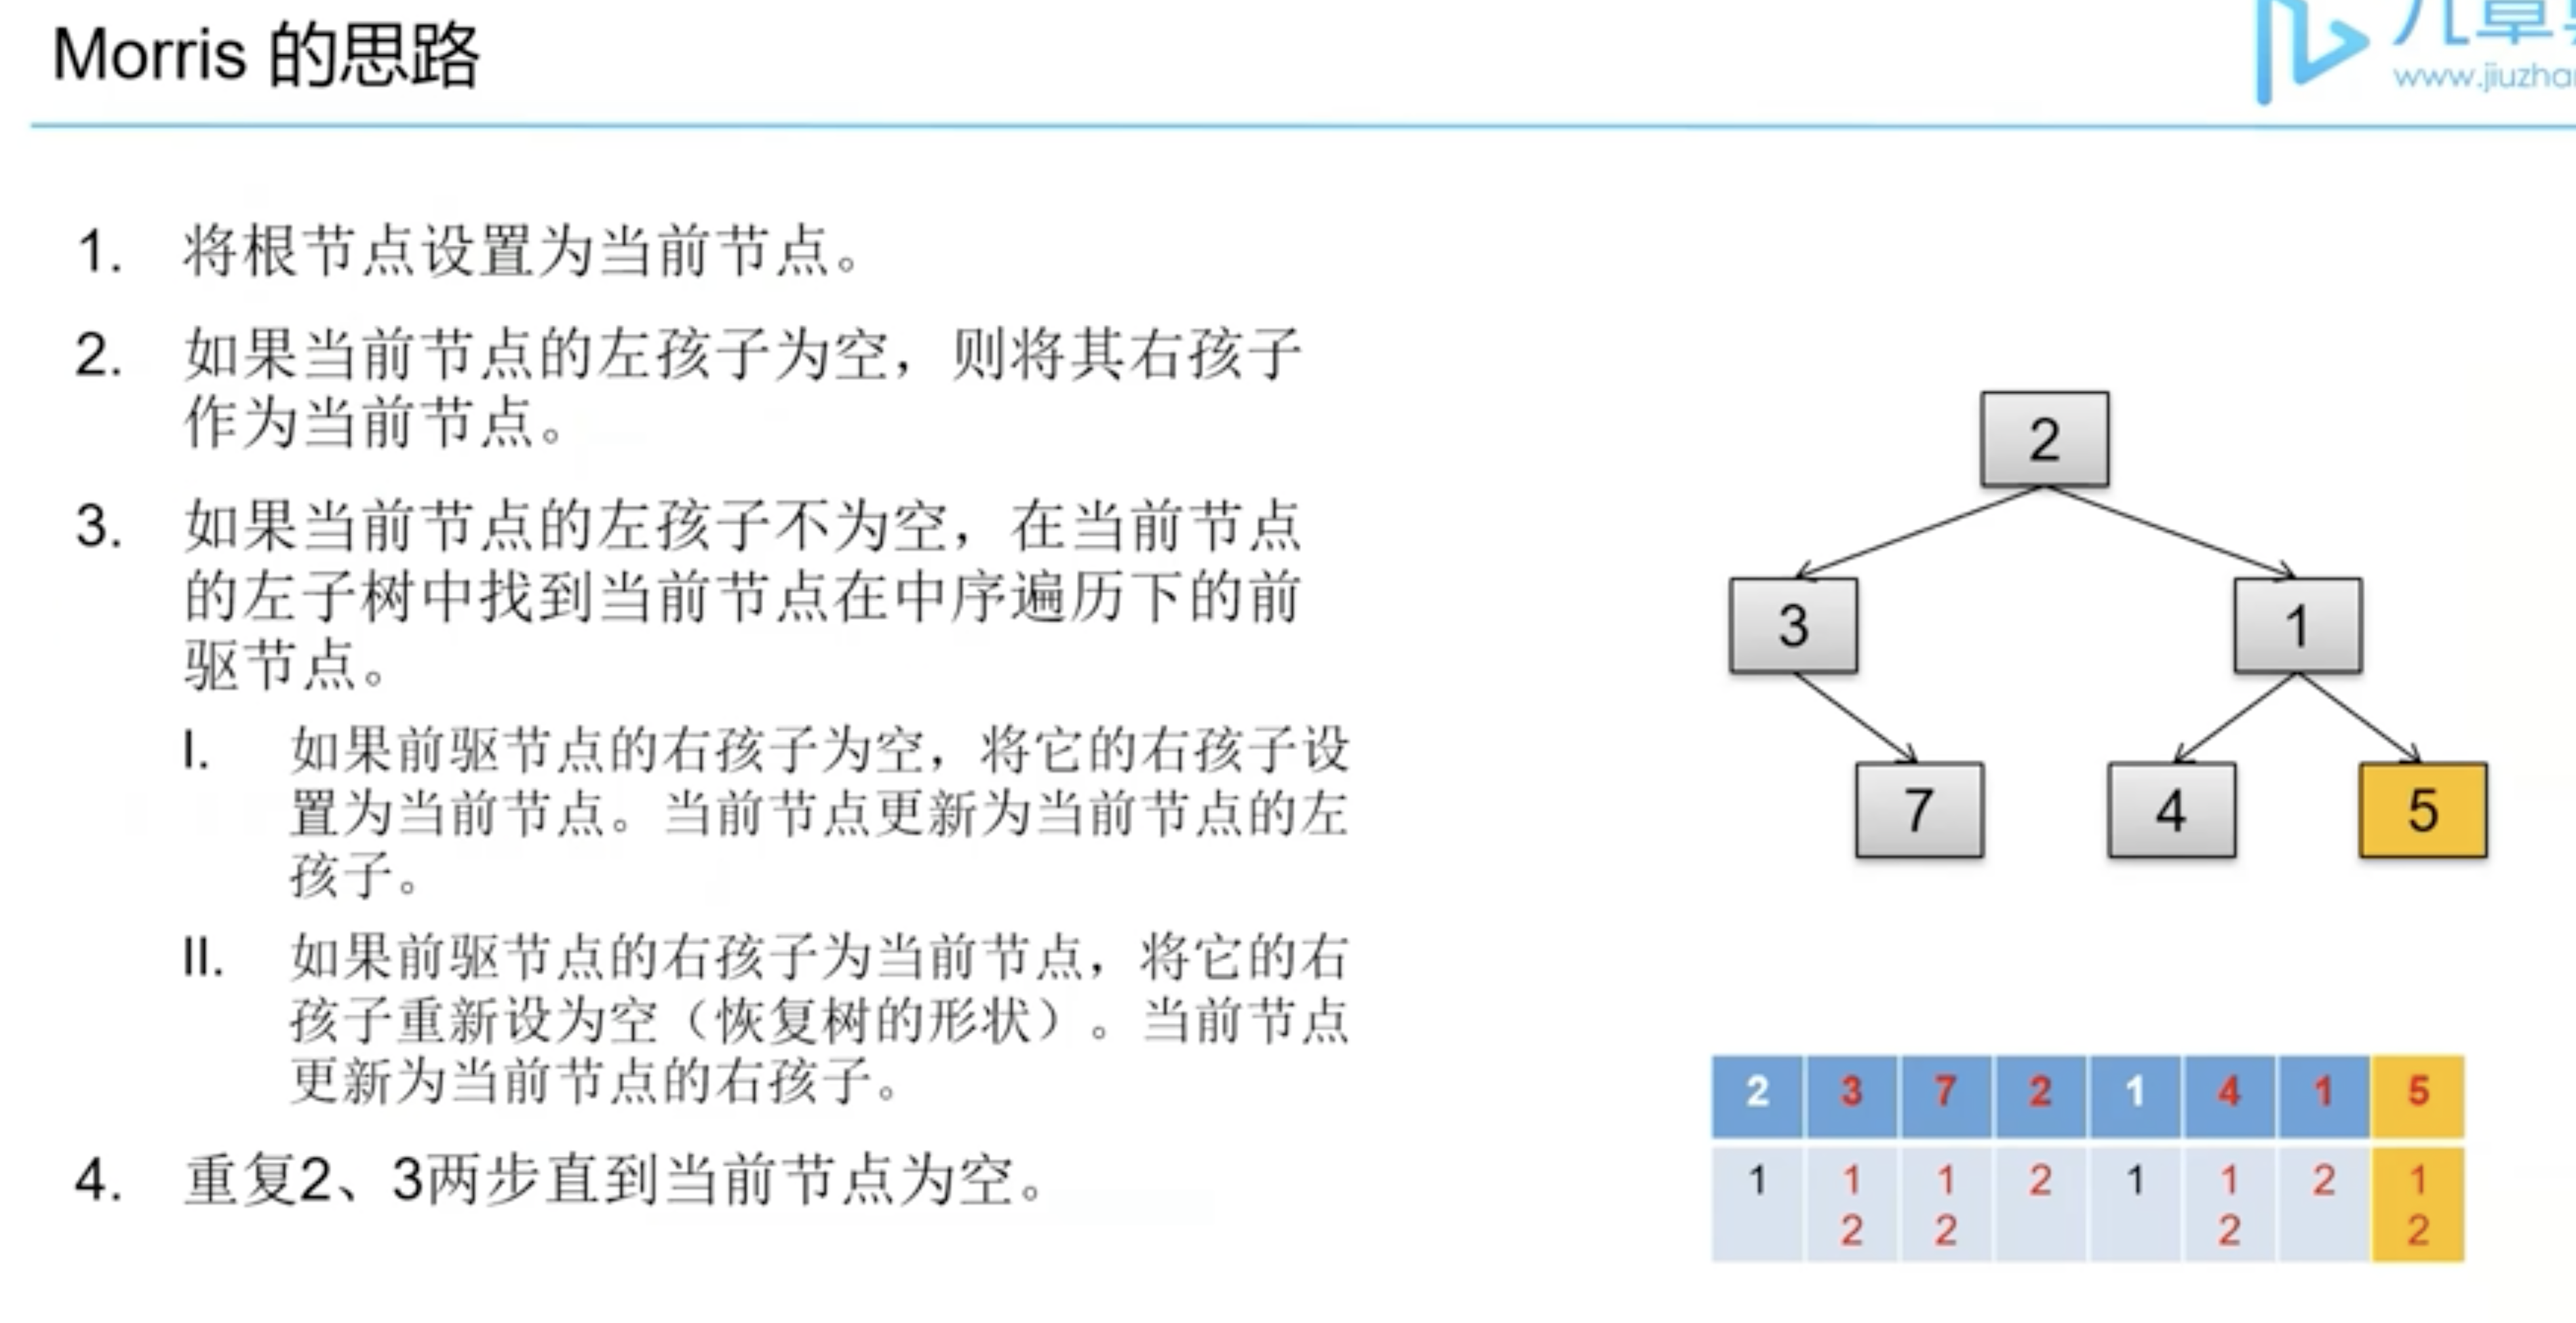 Morris 的思路
www.jiuzha
1. 将根节点设置为当前节点。
2. 如果当前节点的左孩子为空，则将其右孩子
作为当前节点。
3. 如果当前节点的左孩子不为空，在当前节点
的左子树中找到当前节点在中序遍历下的前
驱节点。
I. 如果前驱节点的右孩子为空，将它的右孩子设
置为当前节点。当前节点更新为当前节点的左
孩子。
II. 如果前驱节点的右孩子为当前节点，将它的右
孩子重新设为空（恢复树的形状）。当前节点
更新为当前节点的右孩子。
4. 重复2、3两步直到当前节点为空。
2
3 1
7 4 5
2 3 7 2 1 4 1 5
1 1 1 2 1 1 2 1
2 2 2 2